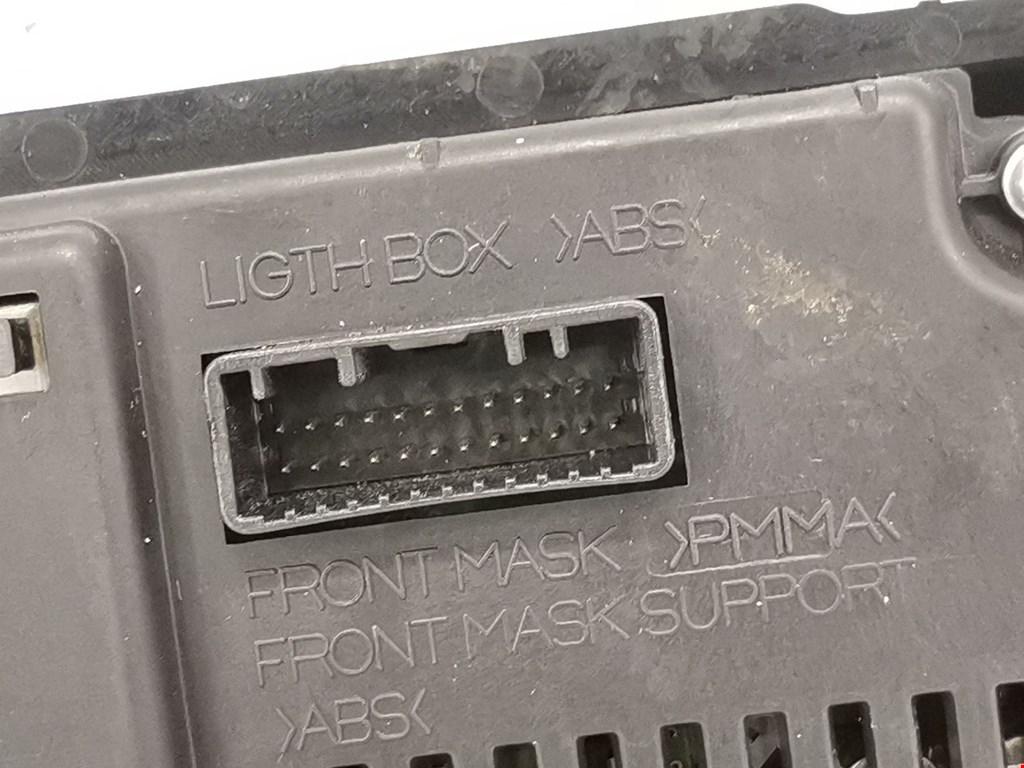 LIGTH BOX >ABS<
FRONT MASK >PMMA<
FRONT MASK SUPPORT
>ABS<